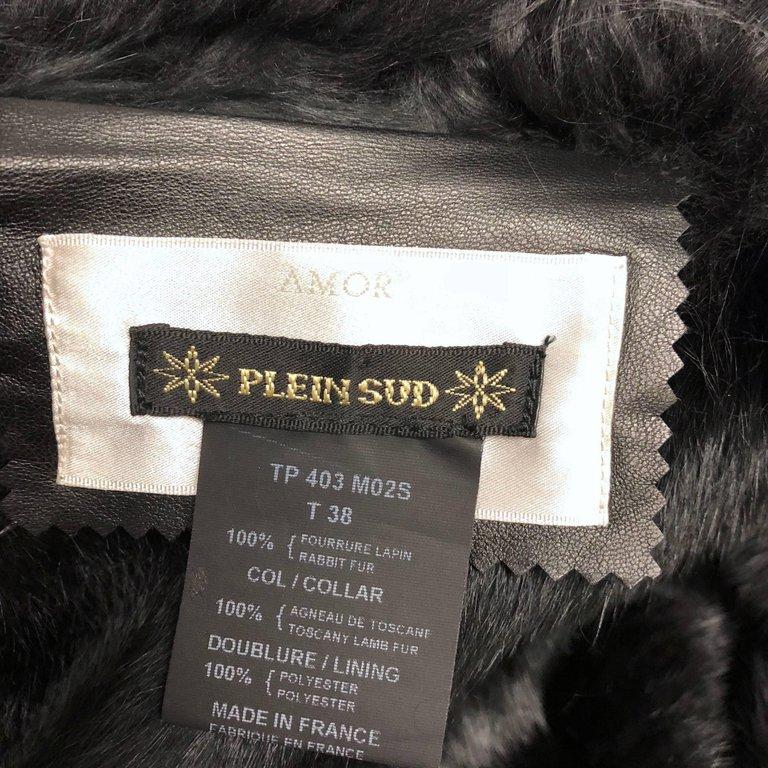 AMOR
PLEIN SUD
TP 403 M02S
T 38
100% { FOURRURE LAPIN
RABBIT FUR
COL / COLLAR
100% { AGNEAU DE TOSCANE
TOSCANY LAMB FUR
DOUBLURE / LINING
100% { POLYESTER
POLYESTER
MADE IN FRANCE
FABRIQUE EN FRANCE